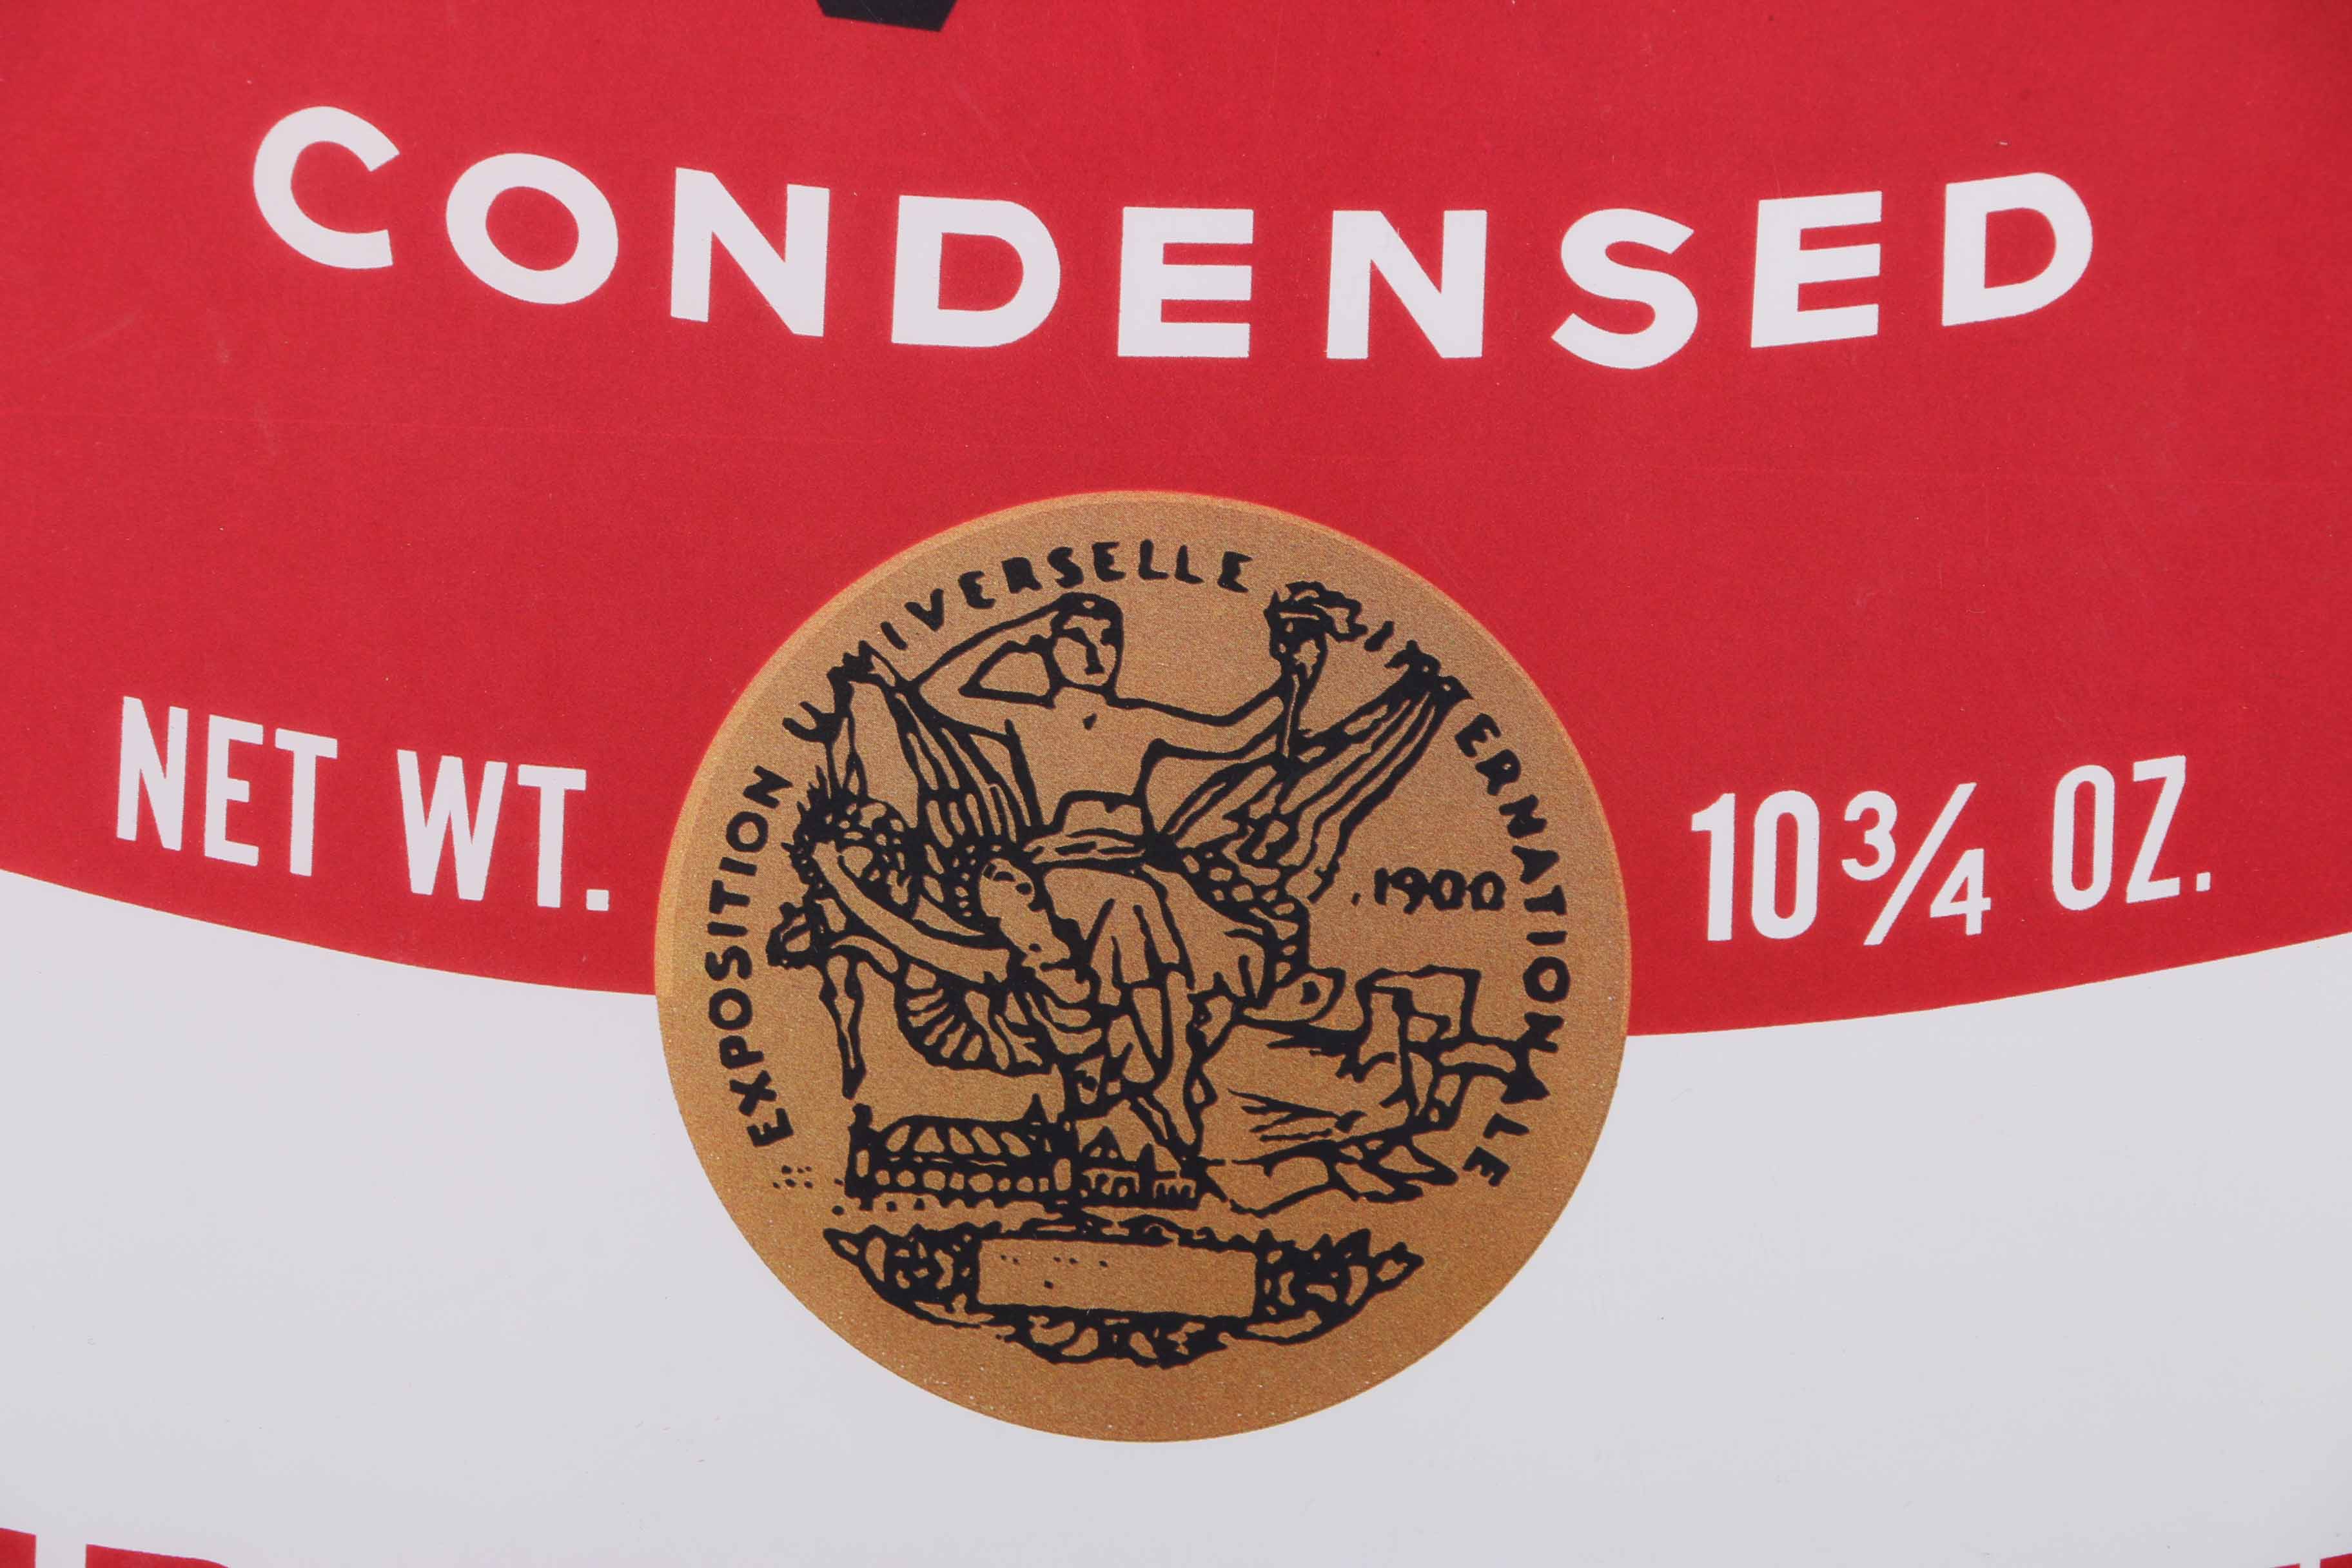 CONDENSED
NET WT. 10¾ OZ.
EXPOSITION UNIVERSELLE INTERNATIONALE
1900